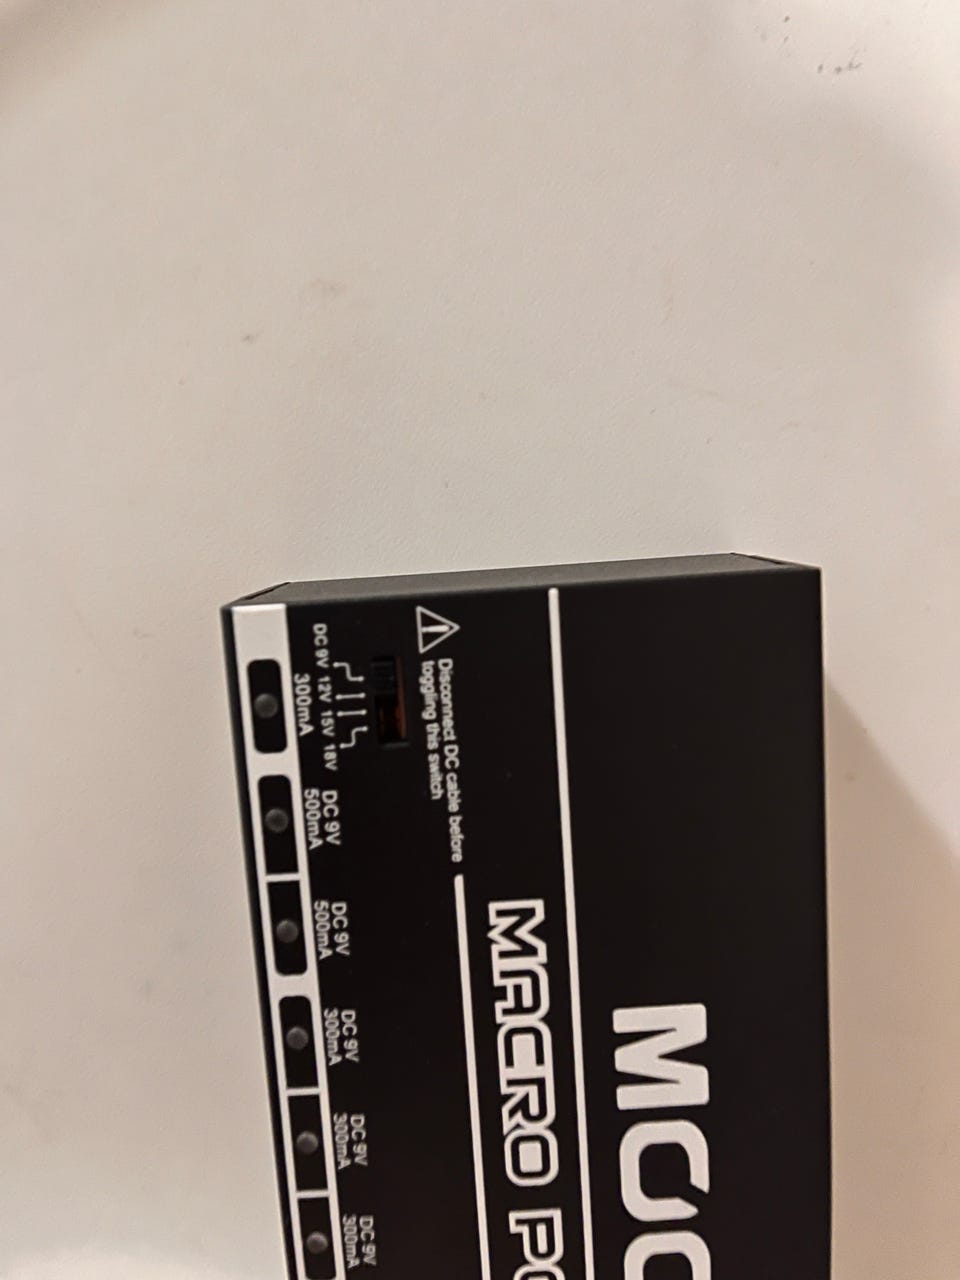 DC 9V 12V 15V 18V
300mA
DC 9V
500mA
DC 9V
500mA
DC 9V
300mA
DC 9V
300mA
DC 9V
300mA
Disconnect DC cable before
toggling this switch
MACRO PO
MOO